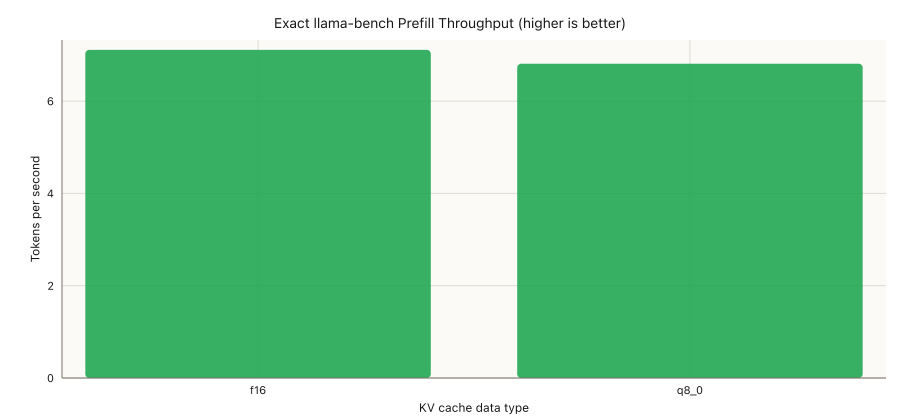 Exact llama-bench Prefill Throughput (higher is better)
Tokens per second
6
4
2
0
f16
q8_0
KV cache data type